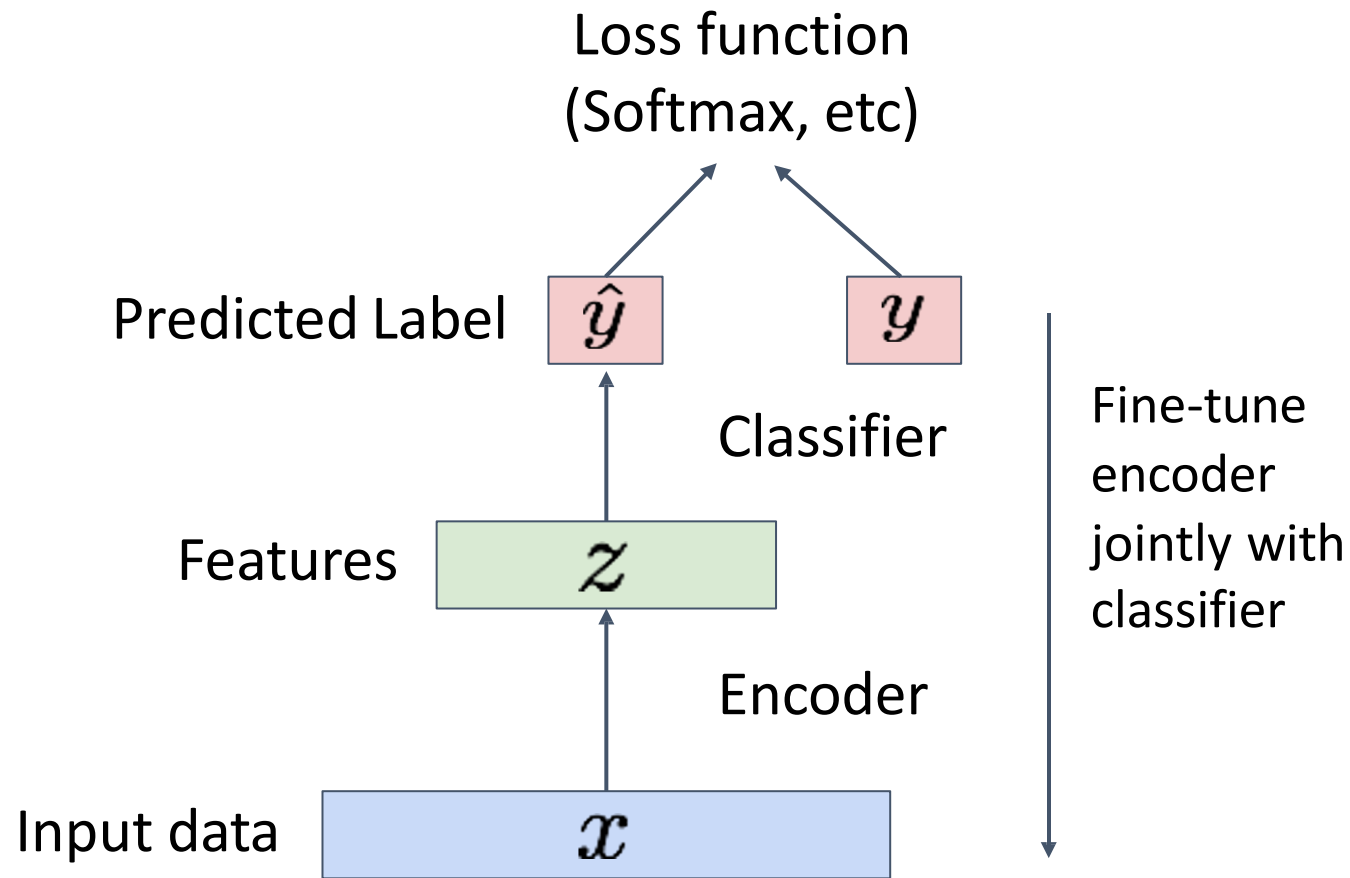 Loss function
(Softmax, etc)
Predicted Label
ŷ
y
Classifier
Fine-tune
encoder
jointly with
classifier
Features
z
Encoder
Input data
x